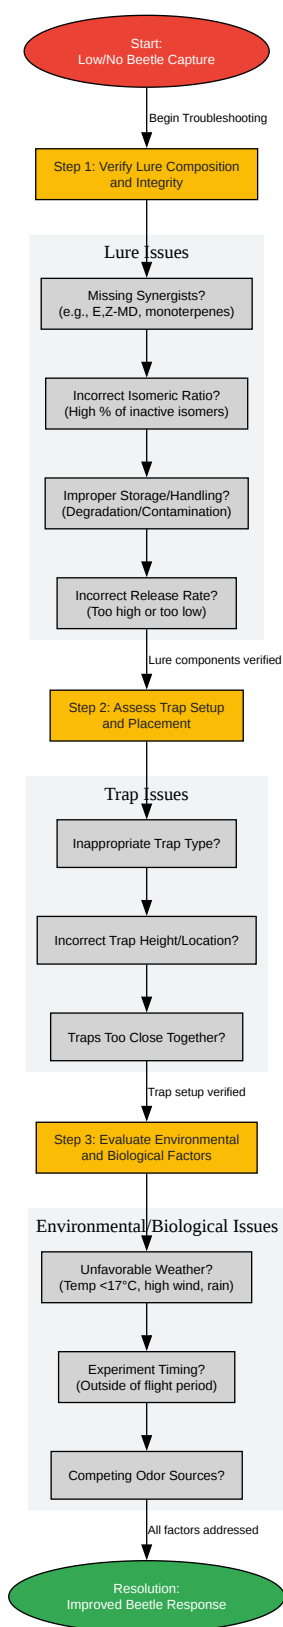 Start:
Low/No Beetle Capture
Begin Troubleshooting
Step 1: Verify Lure Composition
and Integrity
Lure Issues
Missing Synergists?
(e.g., E,Z-MD, monoterpenes)
Incorrect Isomeric Ratio?
(High % of inactive isomers)
Improper Storage/Handling?
(Degradation/Contamination)
Incorrect Release Rate?
(Too high or too low)
Lure components verified
Step 2: Assess Trap Setup
and Placement
Trap Issues
Inappropriate Trap Type?
Incorrect Trap Height/Location?
Traps Too Close Together?
Trap setup verified
Step 3: Evaluate Environmental
and Biological Factors
Environmental/Biological Issues
Unfavorable Weather?
(Temp <17°C, high wind, rain)
Experiment Timing?
(Outside of flight period)
Competing Odor Sources?
All factors addressed
Resolution:
Improved Beetle Response